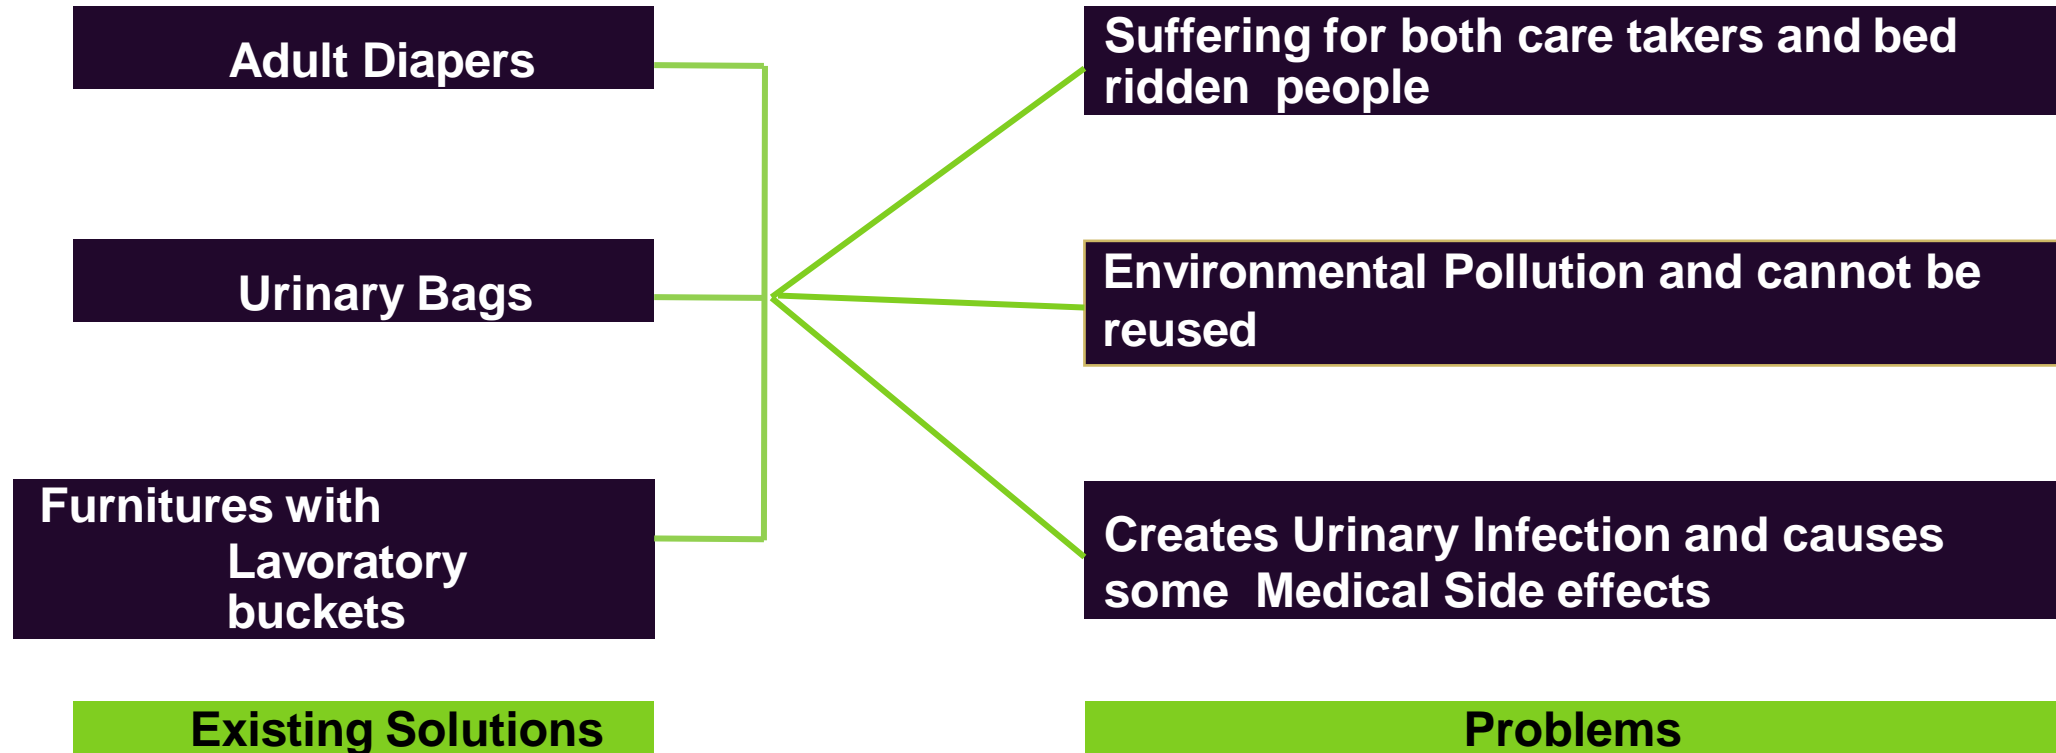 Adult Diapers
Urinary Bags
Furnitures with
Lavoratory
buckets
Existing Solutions
Suffering for both care takers and bed
ridden people
Environmental Pollution and cannot be
reused
Creates Urinary Infection and causes
some Medical Side effects
Problems